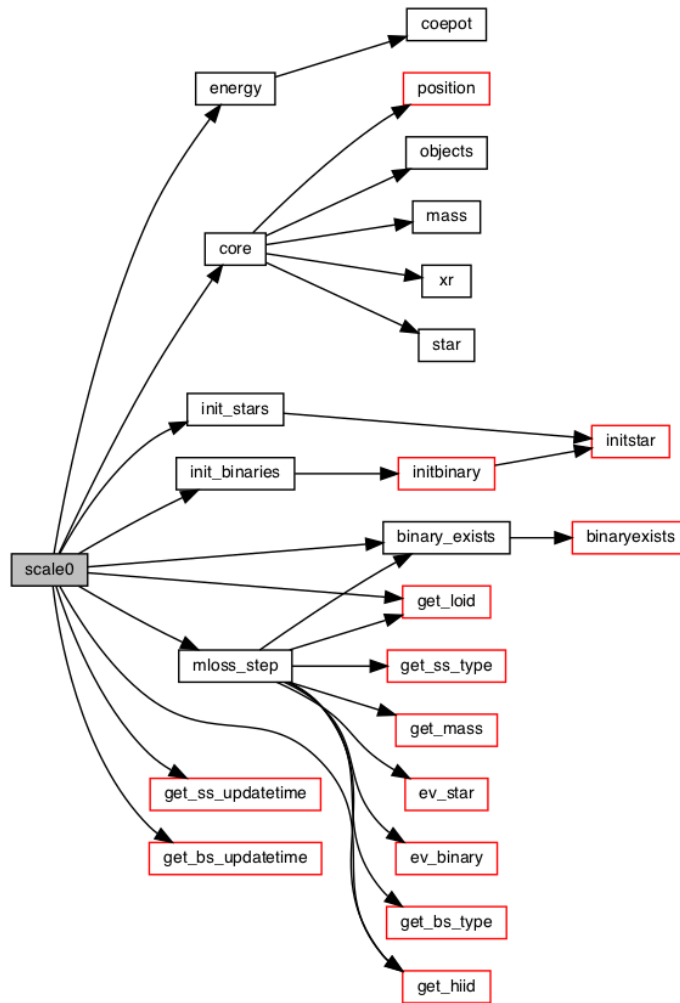 coepot
energy
position
objects
core
mass
xr
star
init_stars
initstar
init_binaries
initbinary
binary_exists
binaryexists
scale0
get_loid
mloss_step
get_ss_type
get_mass
get_ss_updatetime
ev_star
get_bs_updatetime
ev_binary
get_bs_type
get_hiid